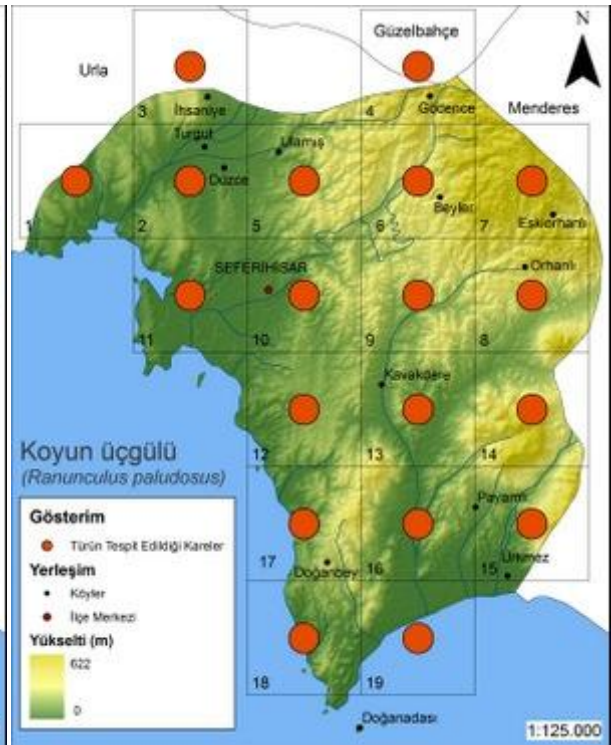 Güzelbahçe
N
Urla
Menderes
3
İhsaniye
4
Gödence
Turgut
Ulamış
Düzce
Beyler
Eskiorhanlı
1
2
5
6
7
Orhanlı
SEFERİHİSAR
11
10
9
8
Kavakdere
Koyun üçgülü
(Ranunculus paludosus)
12
13
14
Gösterim
Türün Tespit Edildiği Kareler
Yerleşim
Köyler
İlçe Merkezi
Yükselti (m)
622
0
Payamlı
17
Doğanbey
16
15
Ürkmez
18
19
Doğanadası
1:125.000